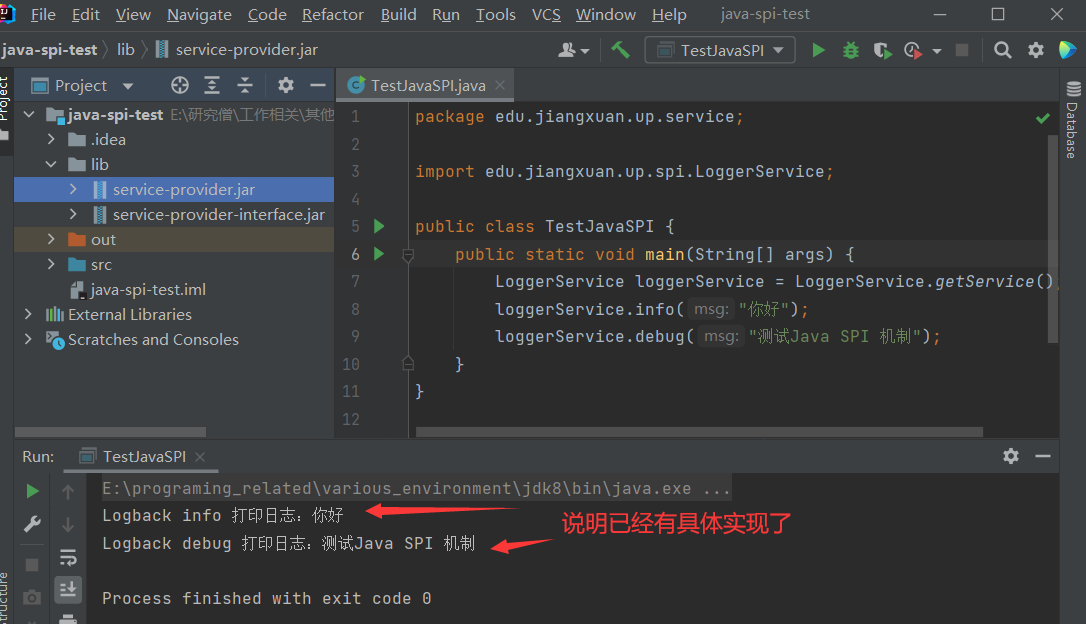 File Edit View Navigate Code Refactor Build Run Tools VCS Window Help java-spi-test
java-spi-test lib service-provider.jar TestJavaSPI
Project
Project
TestJavaSPI.java
java-spi-test E:\研究僧\工作相关\其他
.idea
lib
service-provider.jar
service-provider-interface.jar
out
src
java-spi-test.iml
External Libraries
Scratches and Consoles
1 package edu.jiangxuan.up.service;
2
3 import edu.jiangxuan.up.spi.LoggerService;
4
5 public class TestJavaSPI {
6 public static void main(String[] args) {
7 LoggerService loggerService = LoggerService.getService()
8 loggerService.info( msg: "你好");
9 loggerService.debug( msg: "测试Java SPI 机制");
10 }
11 }
12
Database
Run: TestJavaSPI
E:\programing_related\various_environment\jdk8\bin\java.exe ...
Logback info 打印日志：你好
Logback debug 打印日志：测试Java SPI 机制
说明已经有具体实现了
Process finished with exit code 0